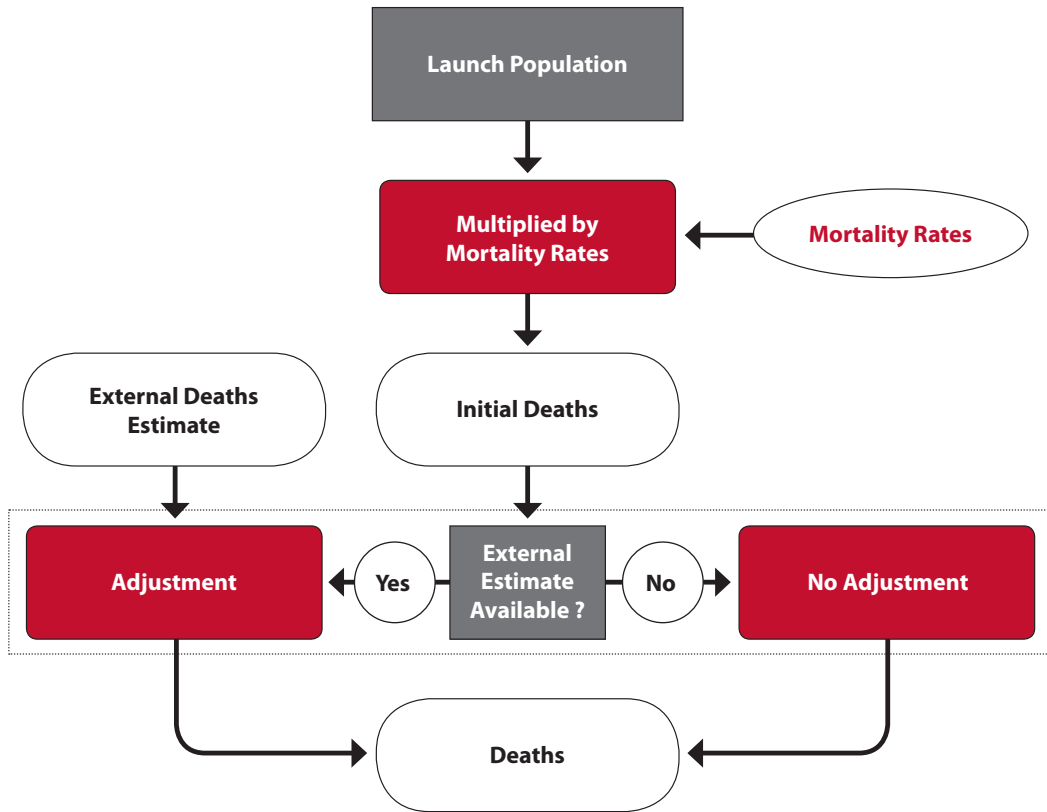 Launch Population
Multiplied by
Mortality Rates
Mortality Rates
External Deaths
Estimate
Initial Deaths
Adjustment
Yes
External
Estimate
Available ?
No
No Adjustment
Deaths